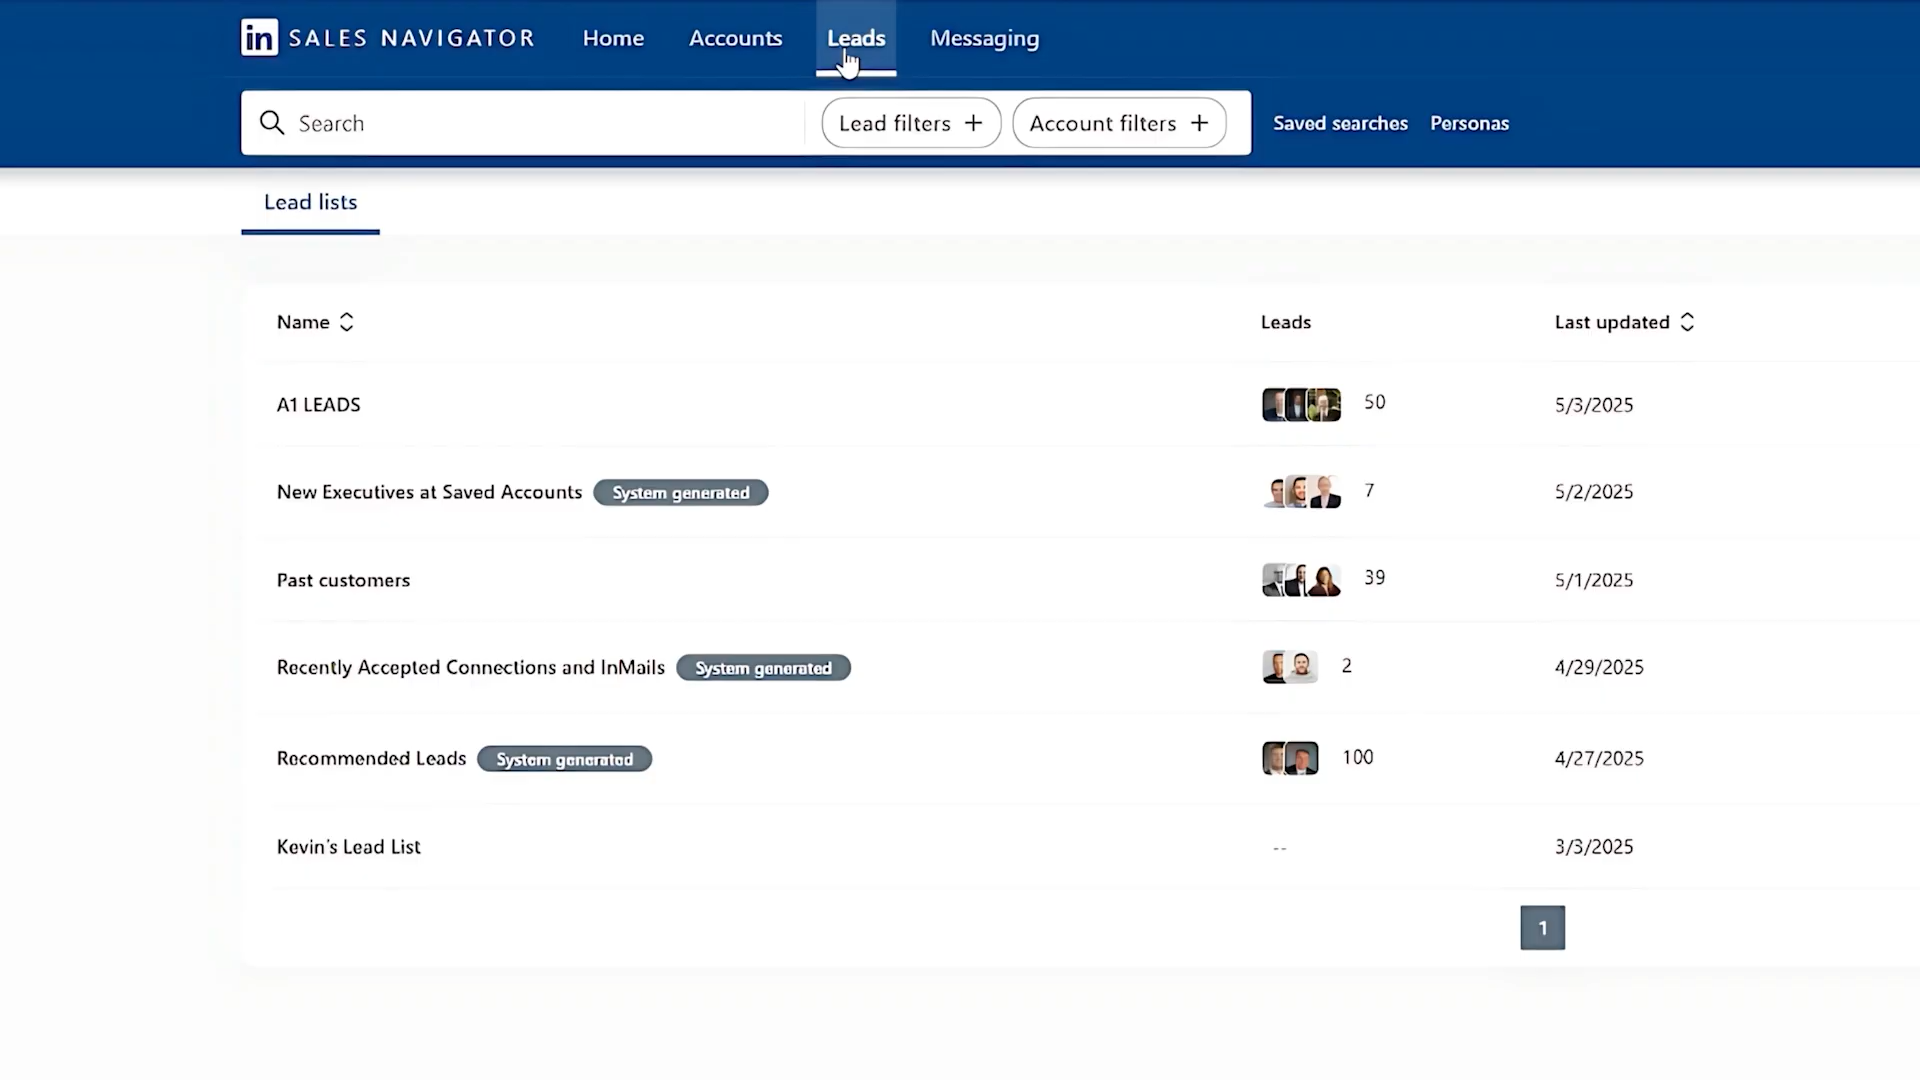 in SALES NAVIGATOR Home Accounts Leads Messaging
Search Lead filters + Account filters + Saved searches Personas
Lead lists
Name Leads Last updated
A1 LEADS 50 5/3/2025
New Executives at Saved Accounts System generated 7 5/2/2025
Past customers 39 5/1/2025
Recently Accepted Connections and InMails System generated 2 4/29/2025
Recommended Leads System generated 100 4/27/2025
Kevin's Lead List -- 3/3/2025
1